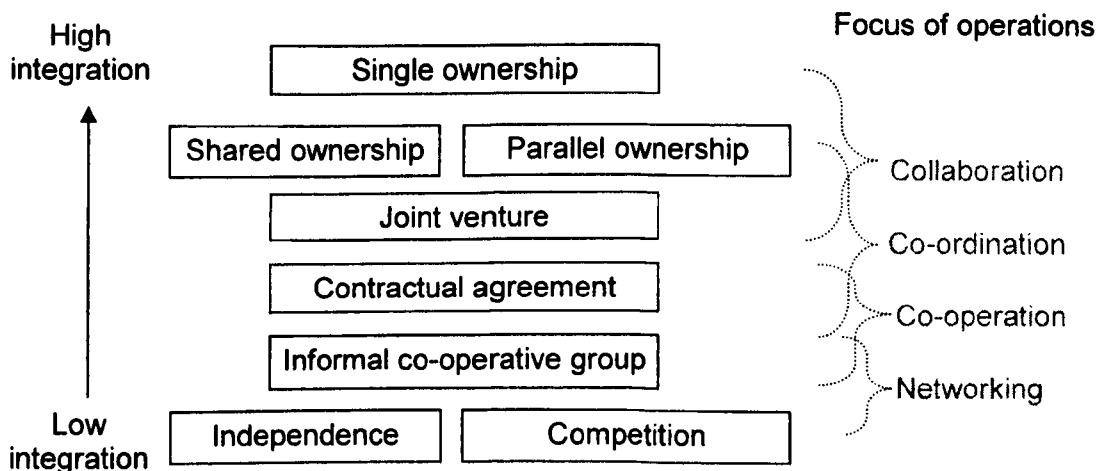 High
integration
Focus of operations
Single ownership
Shared ownership
Parallel ownership
Collaboration
Joint venture
Co-ordination
Contractual agreement
Co-operation
Informal co-operative group
Networking
Low
integration
Independence
Competition